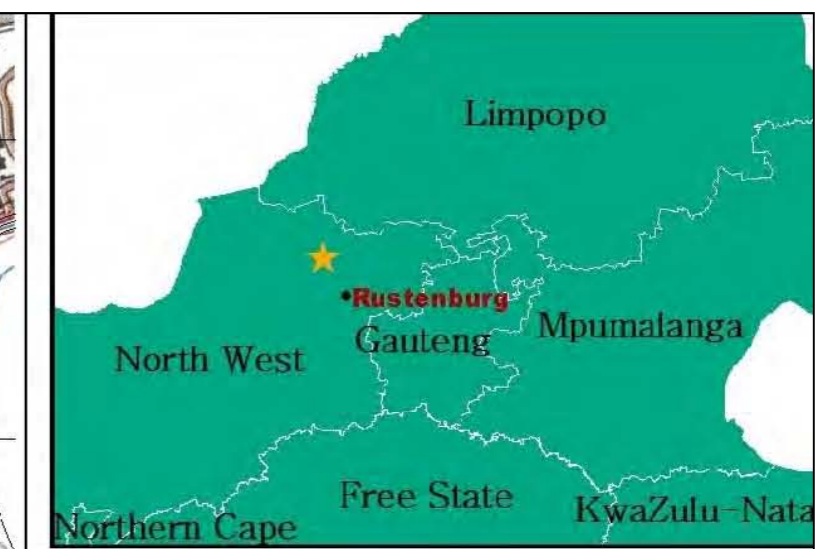 Limpopo
Rustenburg
Gauteng
Mpumalanga
North West
Free State
KwaZulu-Nata
Northern Cape